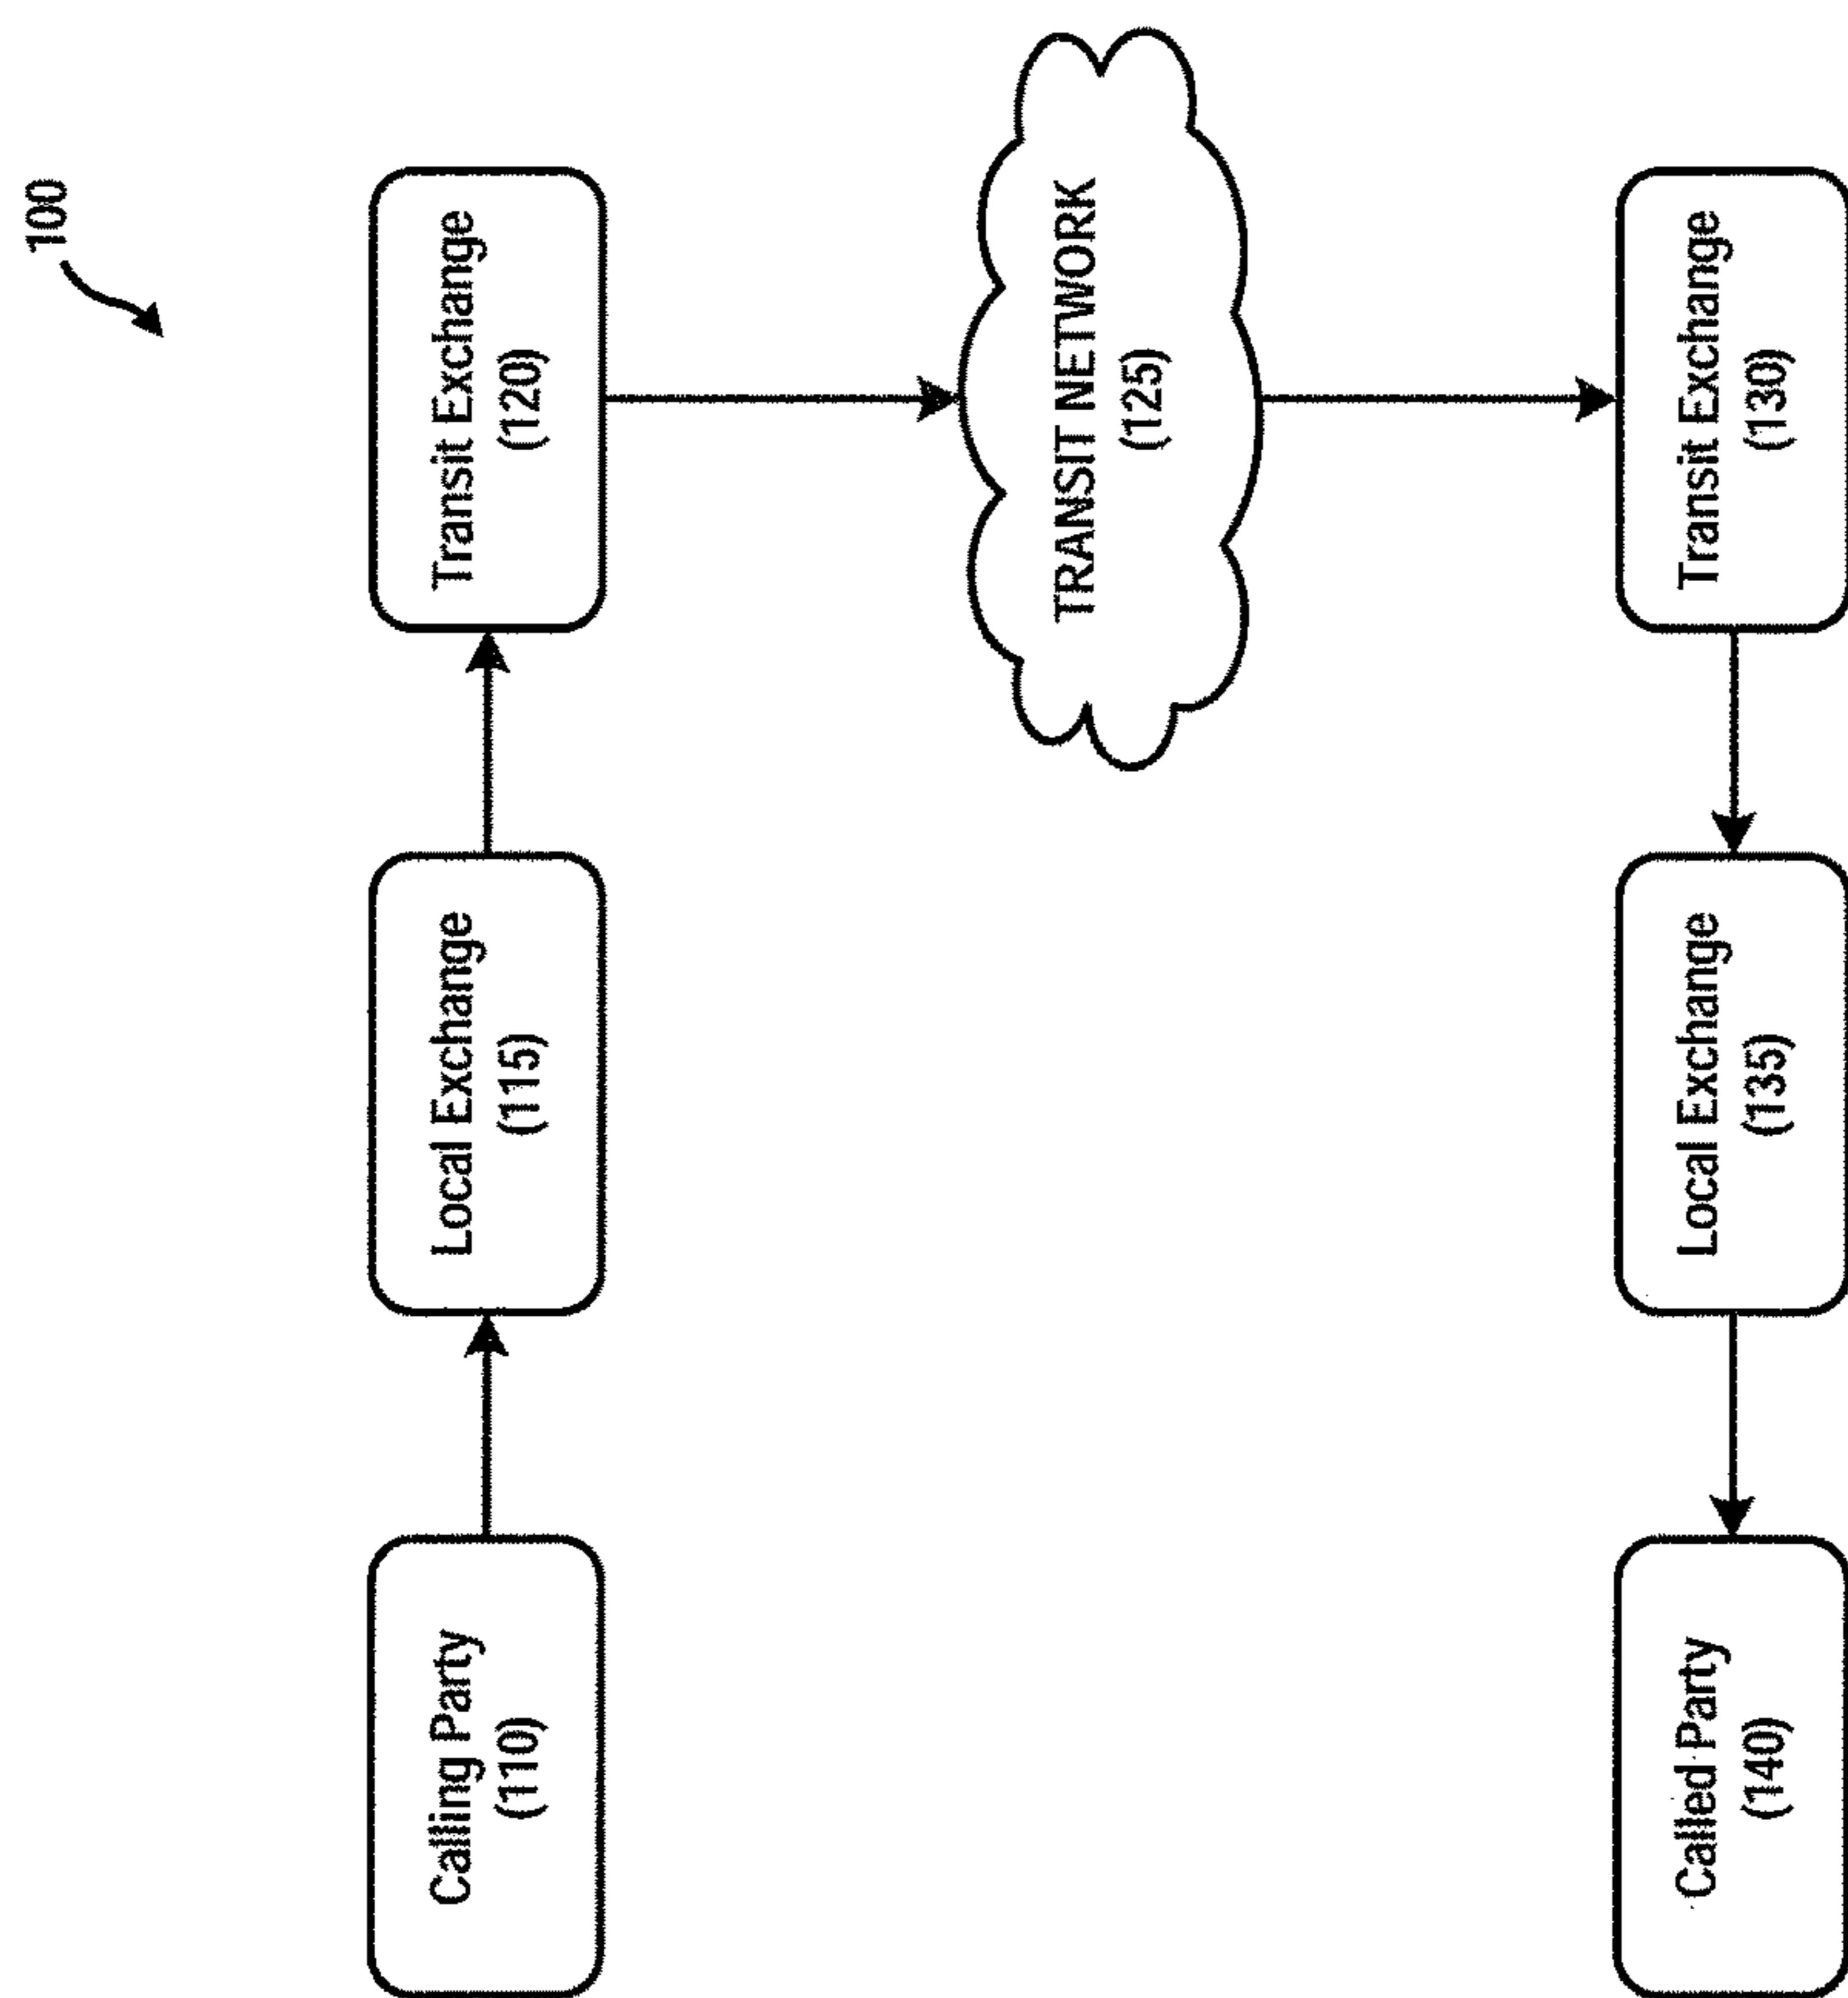 100
Calling Party
(110)
Local Exchange
(115)
Transit Exchange
(120)
TRANSIT NETWORK
(125)
Called Party
(140)
Local Exchange
(135)
Transit Exchange
(130)